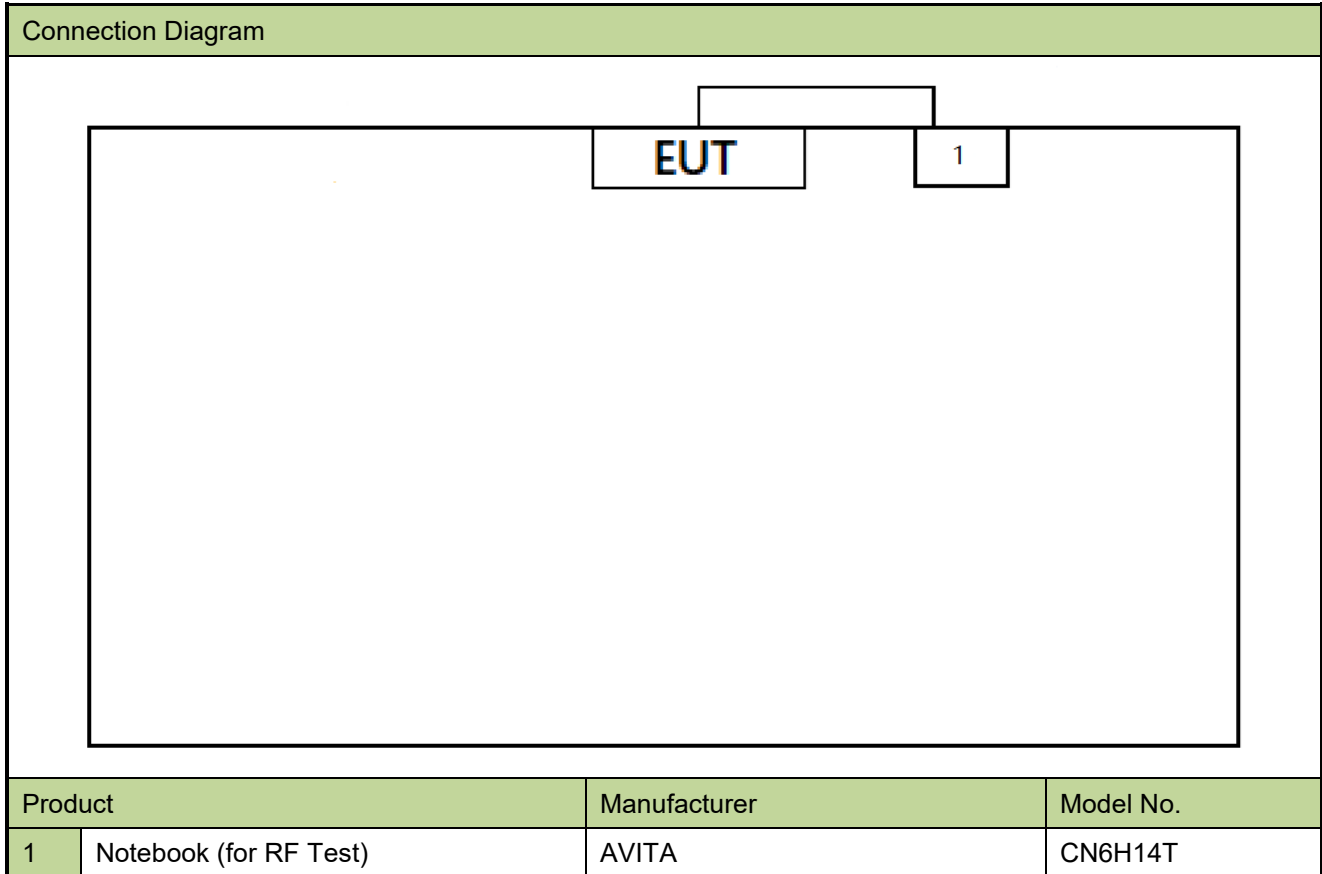 Connection Diagram
EUT 1
Product Manufacturer Model No.
1 Notebook (for RF Test) AVITA CN6H14T